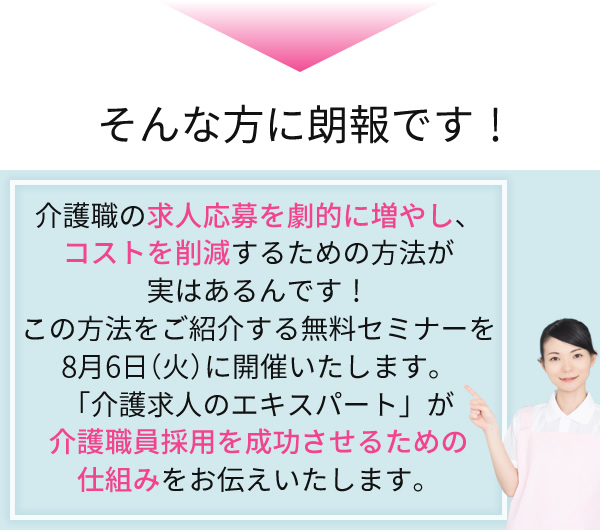 そんな方に朗報です！
介護職の求人応募を劇的に増やし、
コストを削減するための方法が
実はあるんです！
この方法をご紹介する無料セミナーを
8月6日（火）に開催いたします。
「介護求人のエキスパート」が
介護職員採用を成功させるための
仕組みをお伝えいたします。